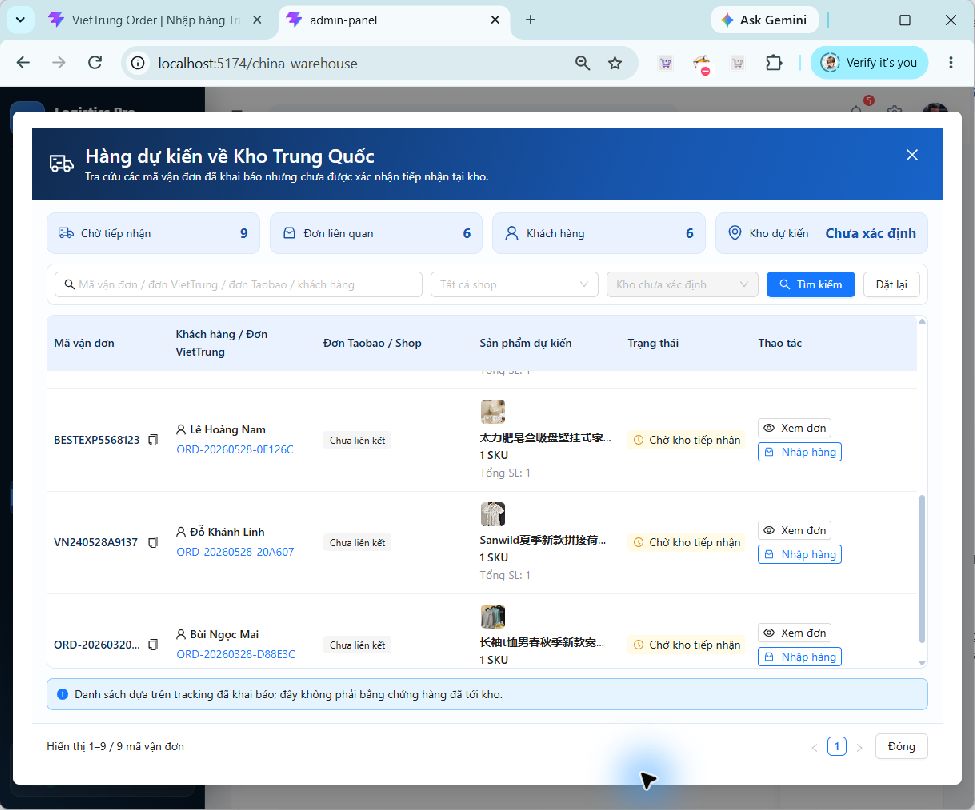 VietTrung Order | Nhập hàng Tr
admin-panel
Ask Gemini
localhost:5174/china-warehouse
Verify it's you
Logistics Pro
5
Hàng dự kiến về Kho Trung Quốc
Tra cứu các mã vận đơn đã khai báo nhưng chưa được xác nhận tiếp nhận tại kho.
Chờ tiếp nhận 9
Đơn liên quan 6
Khách hàng 6
Kho dự kiến Chưa xác định
Mã vận đơn / đơn VietTrung / đơn Taobao / khách hàng
Tất cả shop
Kho chưa xác định
Tìm kiếm
Đặt lại
Mã vận đơn
Khách hàng / Đơn
VietTrung
Đơn Taobao / Shop
Sản phẩm dự kiến
Trạng thái
Thao tác
Tổng SL: 1
BESTEXP5568123
Lê Hoàng Nam
ORD-20260528-0F126C
Chưa liên kết
太力肥皂盒吸盘壁挂式家...
1 SKU
Tổng SL: 1
Chờ kho tiếp nhận
Xem đơn
Nhập hàng
VN240528A9137
Đỗ Khánh Linh
ORD-20260528-20A607
Chưa liên kết
Sanwild夏季新款拼接荷...
1 SKU
Tổng SL: 1
Chờ kho tiếp nhận
Xem đơn
Nhập hàng
ORD-20260320...
Bùi Ngọc Mai
ORD-20260328-D88E3C
Chưa liên kết
长袖t恤男春秋季新款宽...
1 SKU
Chờ kho tiếp nhận
Xem đơn
Nhập hàng
Danh sách dựa trên tracking đã khai báo; đây không phải bằng chứng hàng đã tới kho.
Hiển thị 1–9 / 9 mã vận đơn
1
Đóng